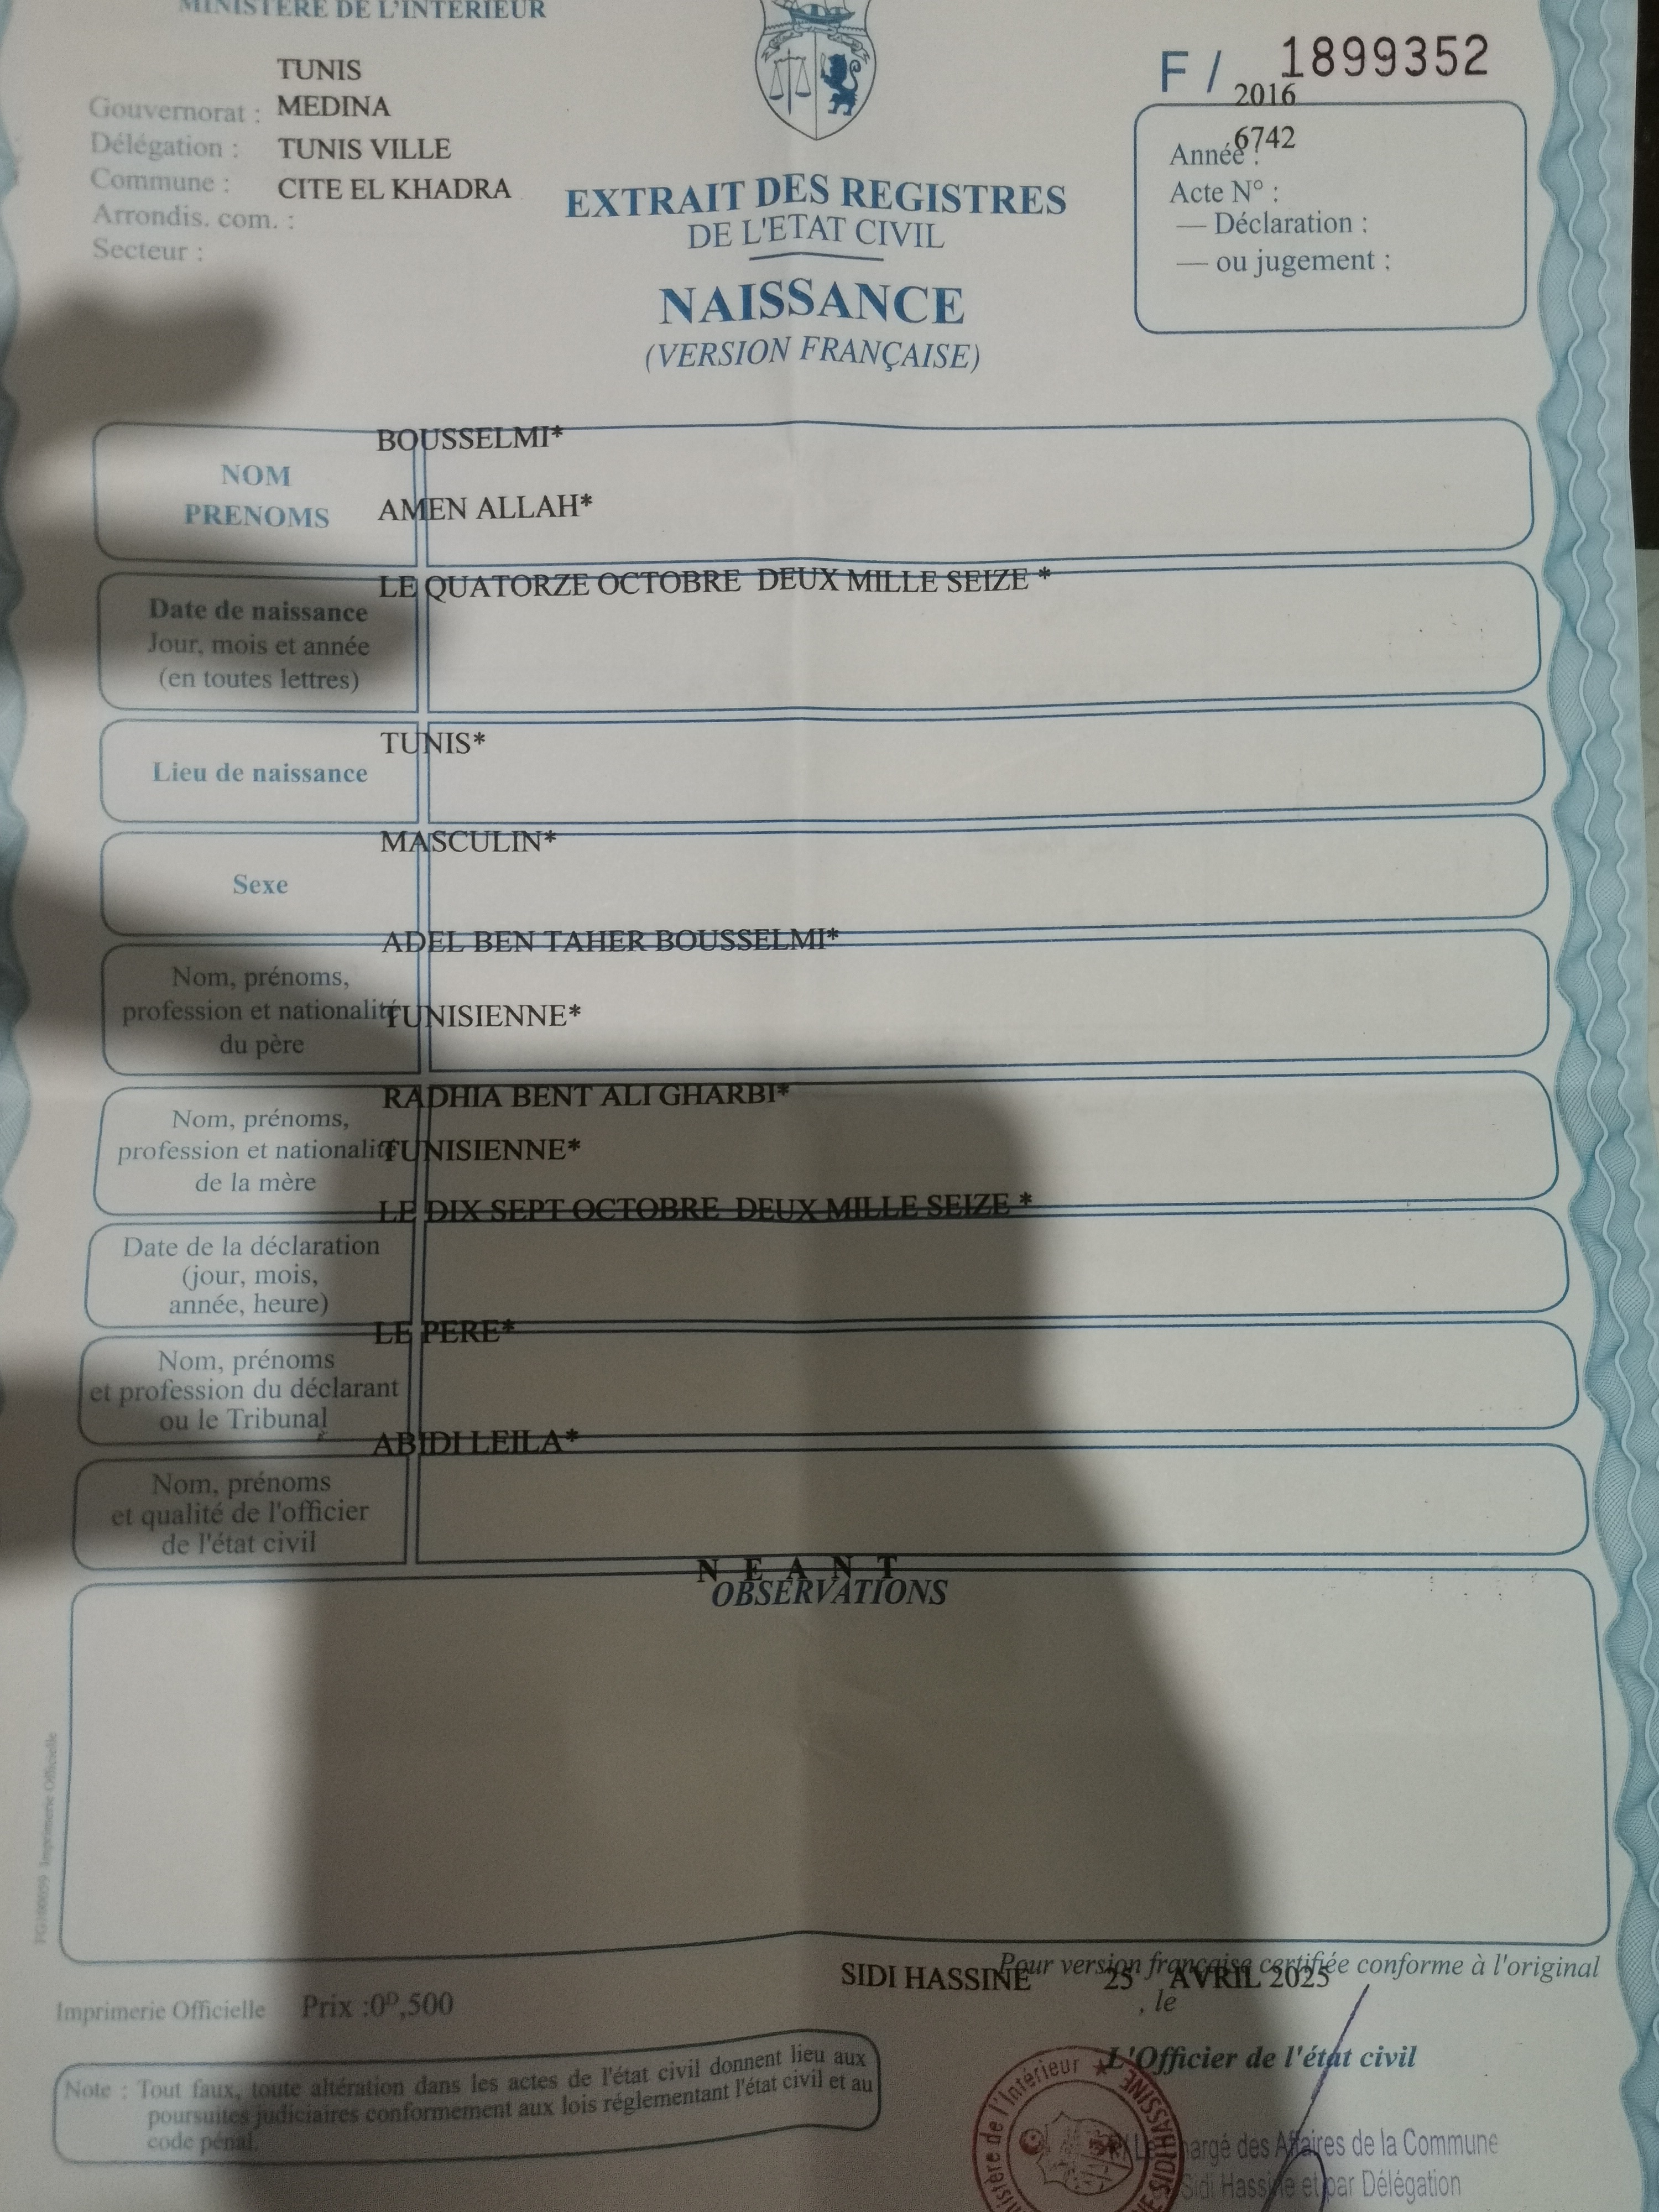 MINISTERE DE L'INTERIEUR
TUNIS
Gouvernorat : MEDINA
Délégation : TUNIS VILLE
Commune : CITE EL KHADRA
Arrondis. com. :
Secteur :
F / 1899352
2016
6742
Année :
Acte N° :
— Déclaration :
— ou jugement :
EXTRAIT DES REGISTRES
DE L'ETAT CIVIL
NAISSANCE
(VERSION FRANÇAISE)
BOUSSELMI*
NOM
PRENOMS
AMEN ALLAH*
LE QUATORZE OCTOBRE DEUX MILLE SEIZE *
Date de naissance
Jour, mois et année
(en toutes lettres)
TUNIS*
Lieu de naissance
MASCULIN*
Sexe
ADEL BEN TAHER BOUSSELMI*
Nom, prénoms,
profession et nationalité
du père
TUNISIENNE*
RADHIA BENT ALI GHARBI*
Nom, prénoms,
profession et nationalité
de la mère
TUNISIENNE*
LE DIX SEPT OCTOBRE DEUX MILLE SEIZE *
Date de la déclaration
(jour, mois,
année, heure)
LE PERE*
Nom, prénoms
et profession du déclarant
ou le Tribunal
ABIDI LEILA*
Nom, prénoms
et qualité de l'officier
de l'état civil
N E A N T
OBSERVATIONS
Imprimerie Officielle
Pour version française certifiée conforme à l'original
SIDI HASSINE 25 AVRIL 2025
, le
Imprimerie Officielle Prix :0ᴰ,500
L'Officier de l'état civil
Note : Tout faux, toute altération dans les actes de l'état civil donnent lieu aux
poursuites judiciaires conformement aux lois réglementant l'état civil et au
code pénal.
de l'Intérieur ★
SIDI HASSINE
chargé des Affaires de la Commune
Sidi Hassine et par Délégation